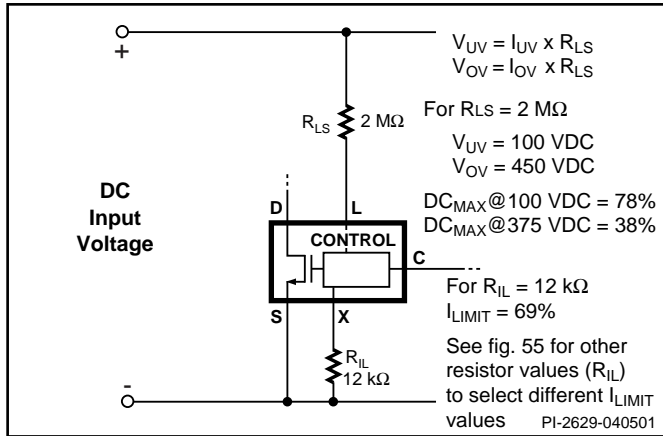 +
V_UV = I_UV x R_LS
V_OV = I_OV x R_LS
R_LS 2 MΩ
For RLS = 2 MΩ
V_UV = 100 VDC
V_OV = 450 VDC
DC
Input
Voltage
DC_MAX@100 VDC = 78%
DC_MAX@375 VDC = 38%
D
L
CONTROL
C
For R_IL = 12 kΩ
I_LIMIT = 69%
S
X
See fig. 55 for other
resistor values (R_IL)
to select different I_LIMIT
values
R_IL
12 kΩ
-
PI-2629-040501